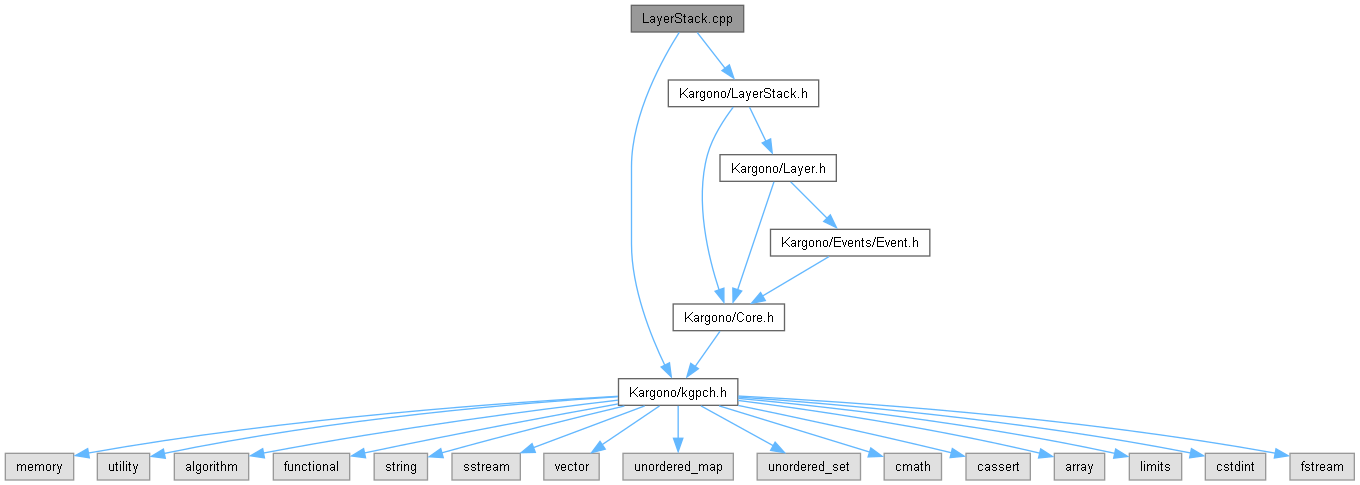 LayerStack.cpp
Kargono/LayerStack.h
Kargono/Layer.h
Kargono/Events/Event.h
Kargono/Core.h
Kargono/kgpch.h
memory
utility
algorithm
functional
string
sstream
vector
unordered_map
unordered_set
cmath
cassert
array
limits
cstdint
fstream